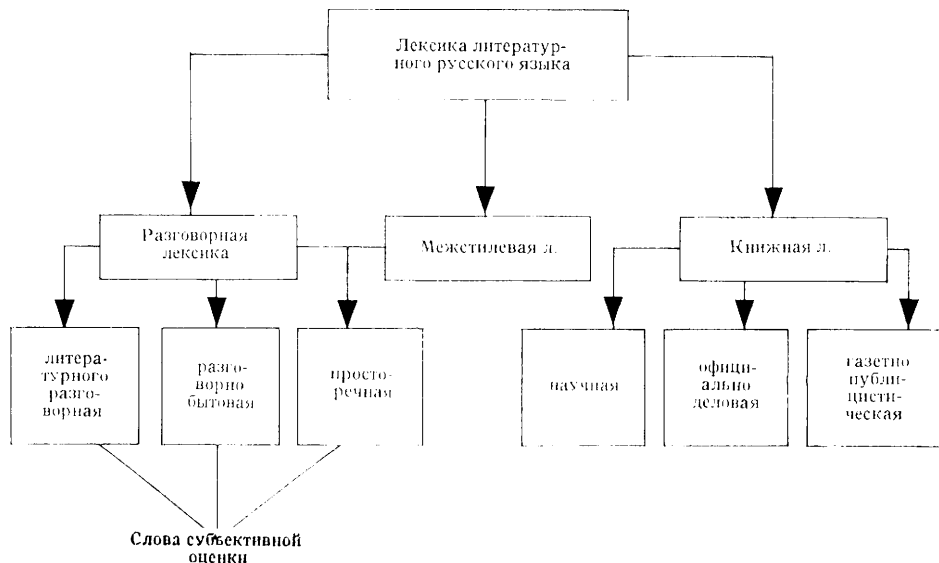 Лексика литератур-
ного русского языка
Разговорная
лексика
Межстилевая л.
Книжная л.
литера-
турного
разго-
ворная
разго-
ворно
бытовая
просто-
речная
научная
офици-
ально
деловая
газетно
публи-
цисти-
ческая
Слова субъективной
оценки